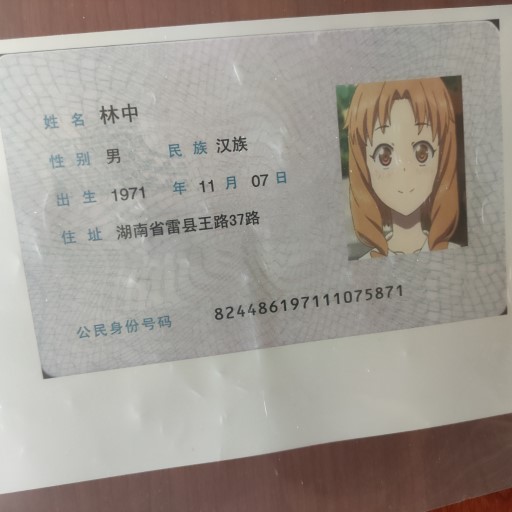 姓名 林中
性别 男 民族 汉族
出生 1971 年 11 月 07 日
住址 湖南省雷县王路37路
公民身份号码 824486197111075871